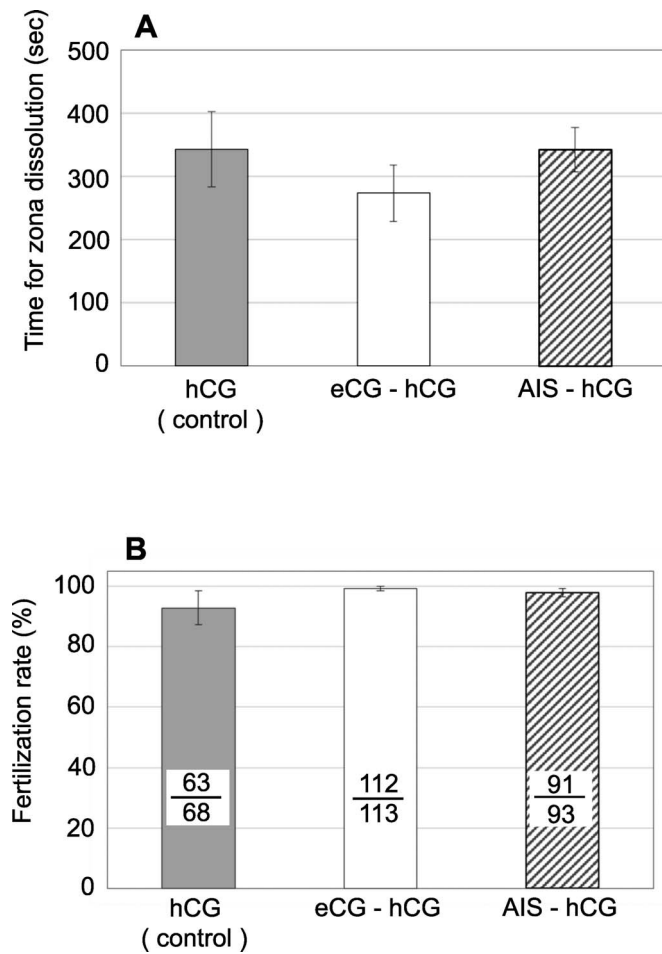 A
Time for zona dissolution (sec)
500
400
300
200
100
0
hCG
( control )
eCG - hCG
AIS - hCG
B
Fertilization rate (%)
100
80
60
40
20
0
63
68
112
113
91
93
hCG
( control )
eCG - hCG
AIS - hCG